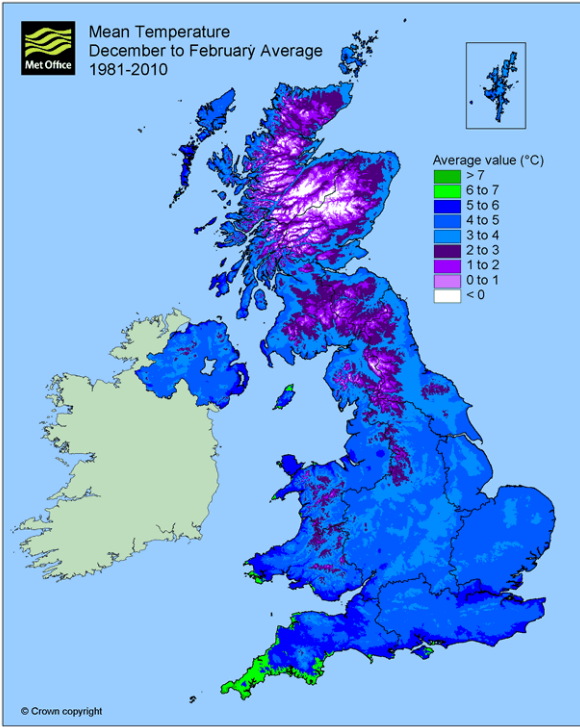 Met Office
Mean Temperature
December to February Average
1981-2010
Average value (°C)
> 7
6 to 7
5 to 6
4 to 5
3 to 4
2 to 3
1 to 2
0 to 1
< 0
© Crown copyright